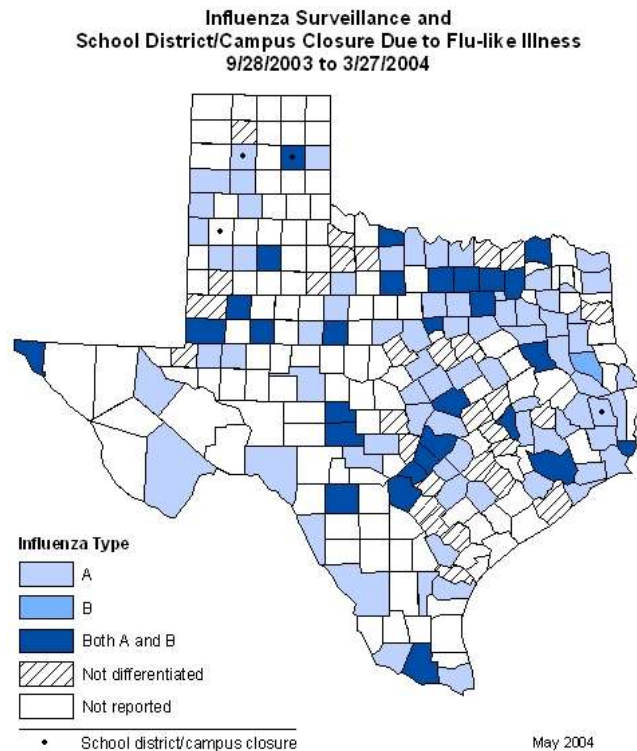 Influenza Surveillance and
School District/Campus Closure Due to Flu-like Illness
9/28/2003 to 3/27/2004
Influenza Type
A
B
Both A and B
Not differentiated
Not reported
School district/campus closure
May 2004